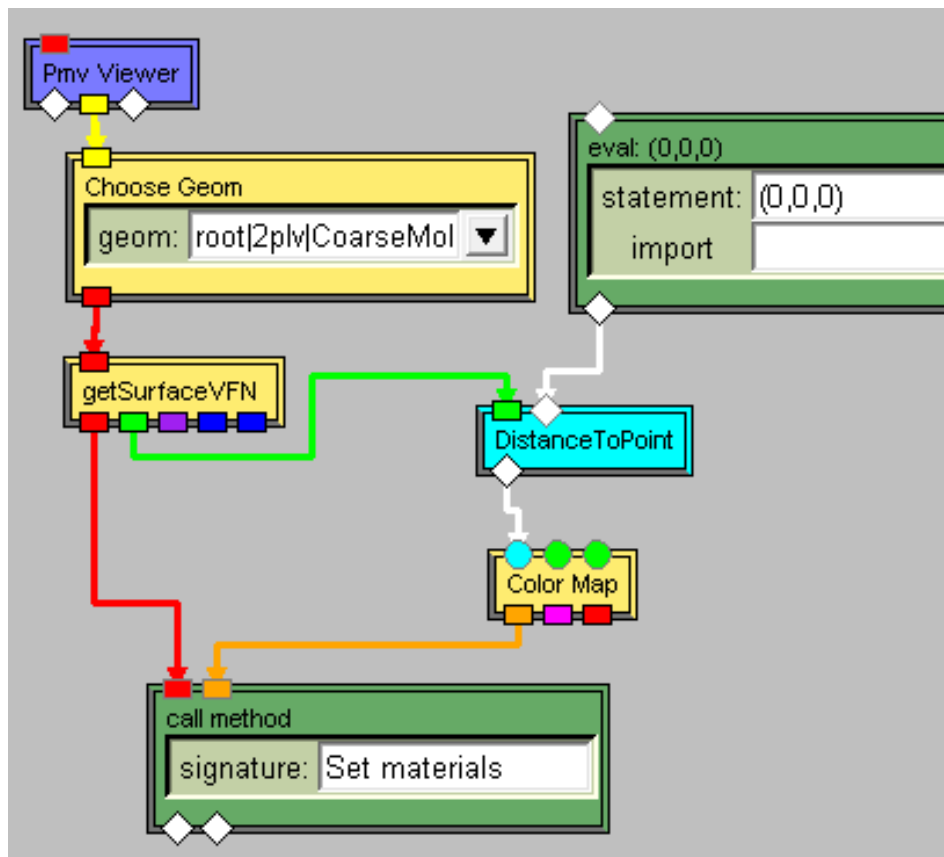 Pmv Viewer
Choose Geom
geom: root|2plv|CoarseMol
eval: (0,0,0)
statement: (0,0,0)
import
getSurfaceVFN
DistanceToPoint
Color Map
call method
signature: Set materials